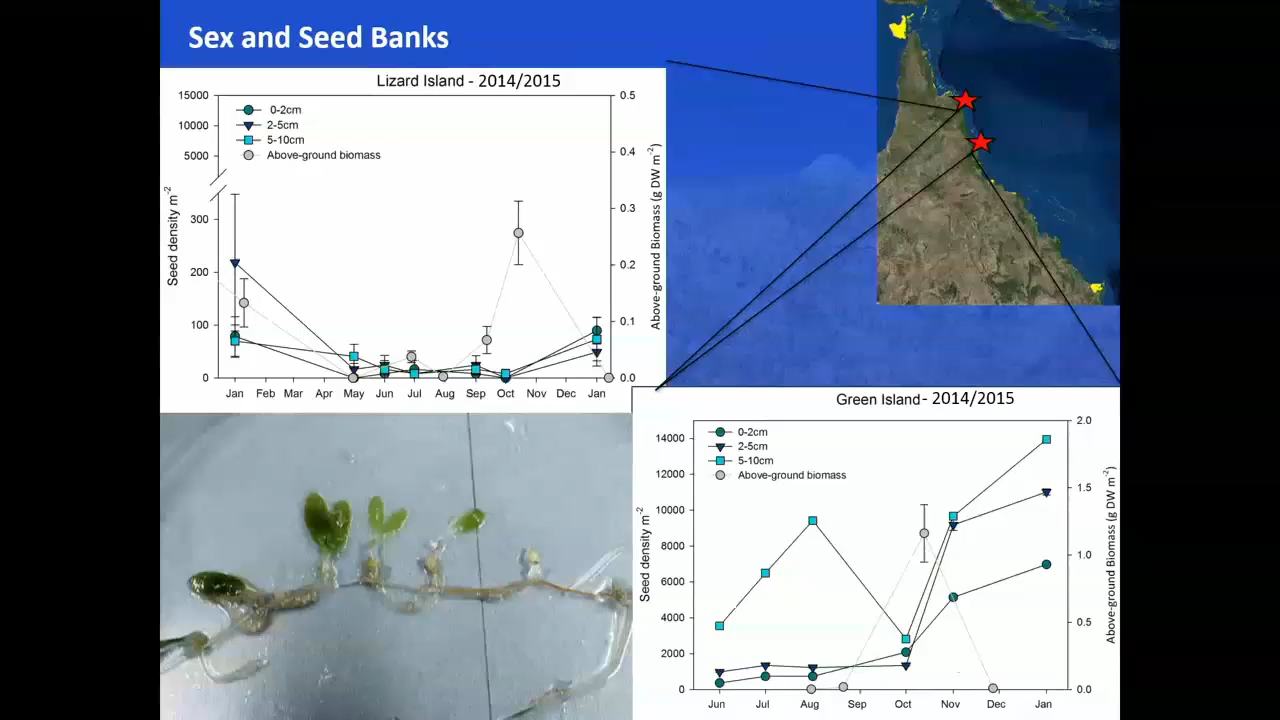 Sex and Seed Banks
Lizard Island - 2014/2015
15000
10000
5000
300
200
100
0
Seed density m-2
0-2cm
2-5cm
5-10cm
Above-ground biomass
0.5
0.4
0.3
0.2
0.1
0.0
Above-ground Biomass (g DW m-2)
Jan Feb Mar Apr May Jun Jul Aug Sep Oct Nov Dec Jan
Green Island - 2014/2015
14000
12000
10000
8000
6000
4000
2000
0
Seed density m-2
0-2cm
2-5cm
5-10cm
Above-ground biomass
2.0
1.5
1.0
0.5
0.0
Above-ground Biomass (g DW m-2)
Jun Jul Aug Sep Oct Nov Dec Jan